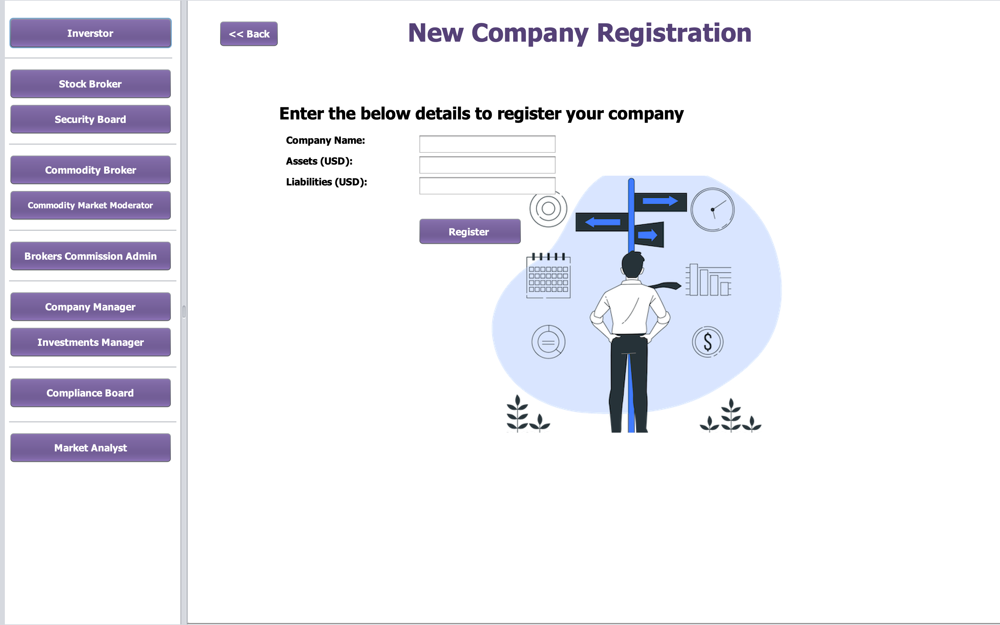 Inverstor
Stock Broker
Security Board
Commodity Broker
Commodity Market Moderator
Brokers Commission Admin
Company Manager
Investments Manager
Compliance Board
Market Analyst
<< Back
New Company Registration
Enter the below details to register your company
Company Name:
Assets (USD):
Liabilities (USD):
Register
$